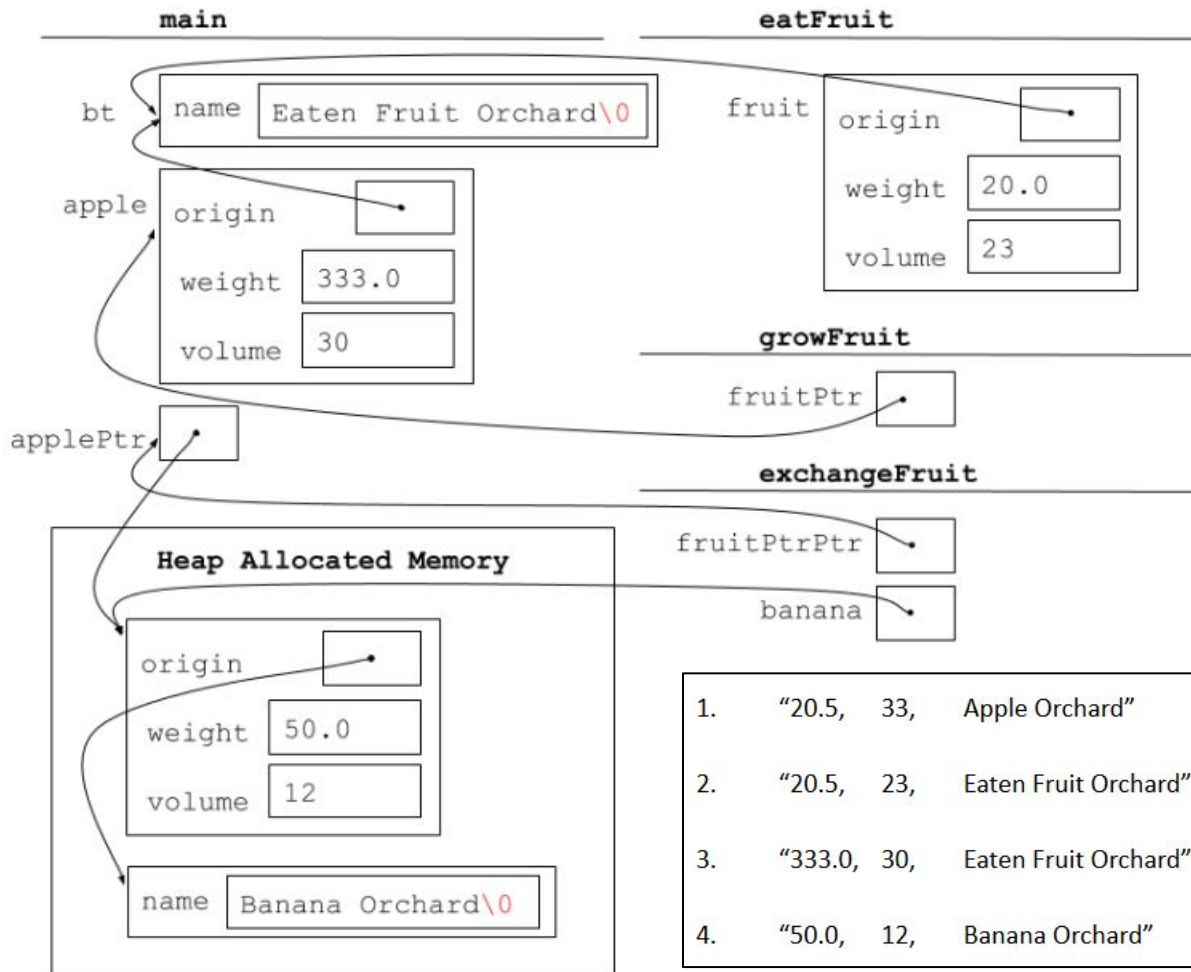 main
eatFruit
bt
name
Eaten Fruit Orchard\0
fruit
origin
weight
20.0
volume
23
apple
origin
weight
333.0
volume
30
growFruit
fruitPtr
applePtr
exchangeFruit
fruitPtrPtr
banana
Heap Allocated Memory
origin
weight
50.0
volume
12
name
Banana Orchard\0
1. “20.5, 33, Apple Orchard”
2. “20.5, 23, Eaten Fruit Orchard”
3. “333.0, 30, Eaten Fruit Orchard”
4. “50.0, 12, Banana Orchard”